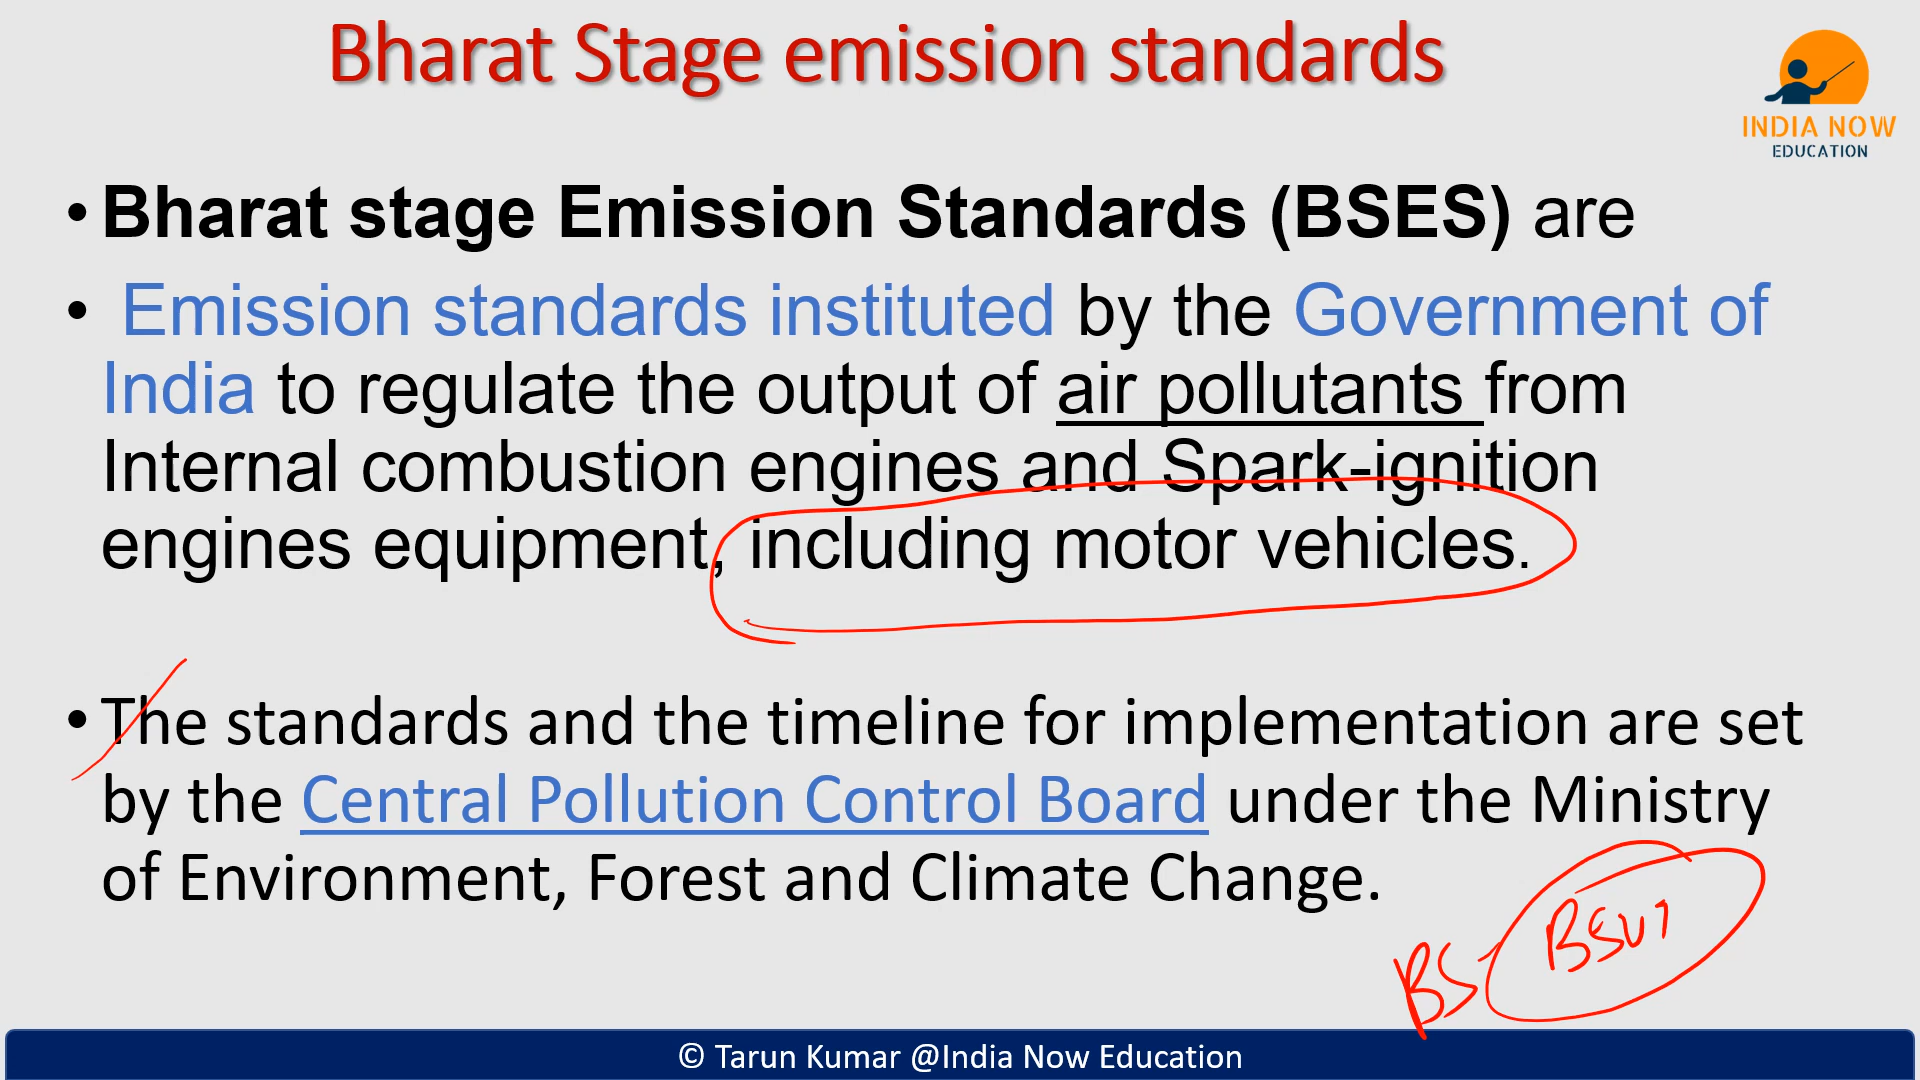 Bharat Stage emission standards
INDIA NOW
EDUCATION
• Bharat stage Emission Standards (BSES) are
• Emission standards instituted by the Government of
India to regulate the output of air pollutants from
Internal combustion engines and Spark-ignition
engines equipment, including motor vehicles.
• The standards and the timeline for implementation are set
by the Central Pollution Control Board under the Ministry
of Environment, Forest and Climate Change.
BS
© Tarun Kumar @India Now Education